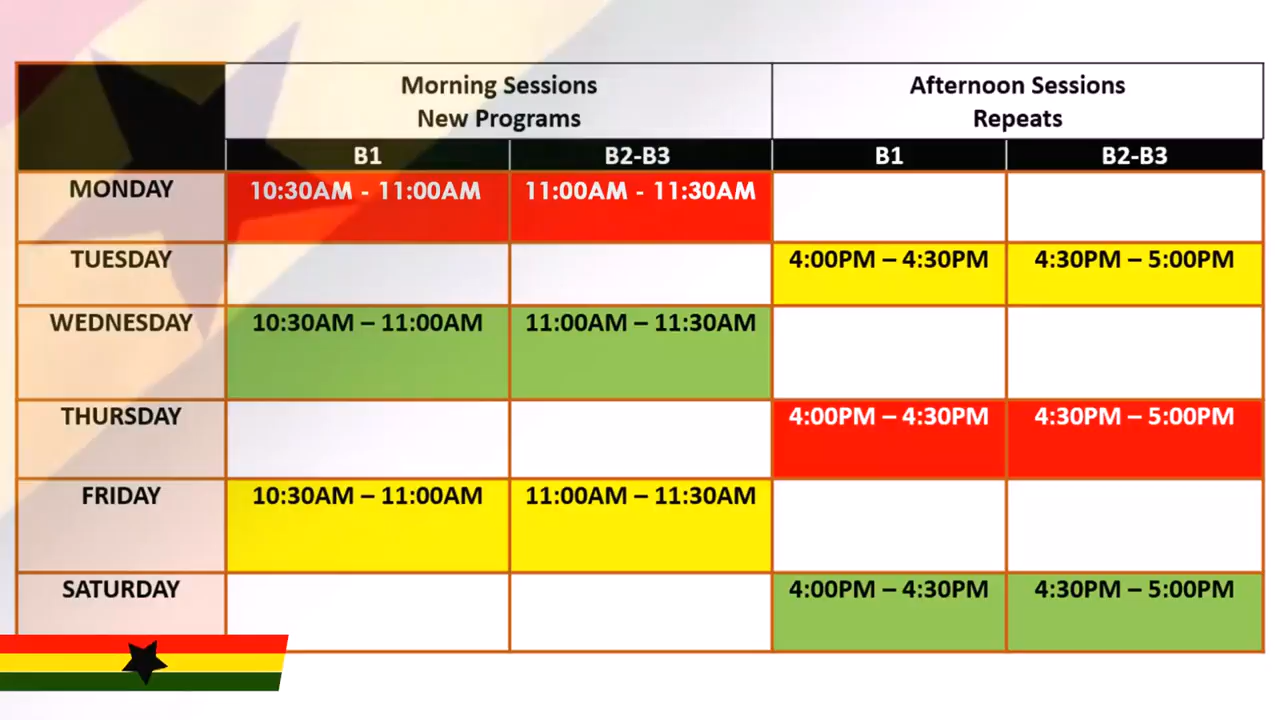 Morning Sessions
New Programs
Afternoon Sessions
Repeats
B1 B2-B3 B1 B2-B3
MONDAY 10:30AM - 11:00AM 11:00AM - 11:30AM
TUESDAY 4:00PM – 4:30PM 4:30PM – 5:00PM
WEDNESDAY 10:30AM – 11:00AM 11:00AM – 11:30AM
THURSDAY 4:00PM – 4:30PM 4:30PM – 5:00PM
FRIDAY 10:30AM – 11:00AM 11:00AM – 11:30AM
SATURDAY 4:00PM – 4:30PM 4:30PM – 5:00PM